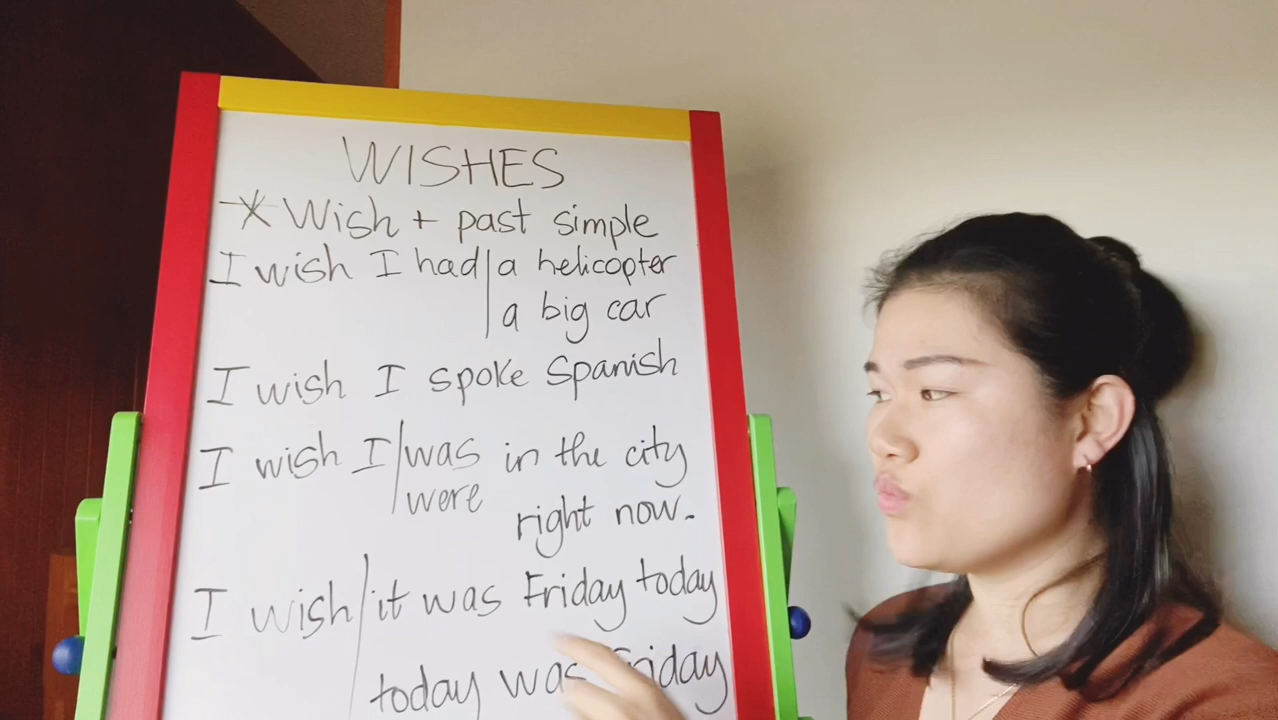 WISHES
* Wish + past simple
I wish I had | a helicopter
a big car
I wish I spoke Spanish
I wish I | was in the city
were right now.
I wish | it was Friday today
today was Friday